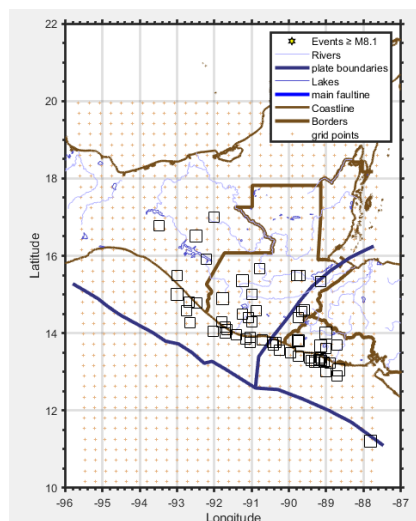 22
20
18
16
14
12
10
Latitude
-96
-95
-94
-93
-92
-91
-90
-89
-88
-87
Longitude
Events ≥ M8.1
Rivers
plate boundaries
Lakes
main faultine
Coastline
Borders
grid points